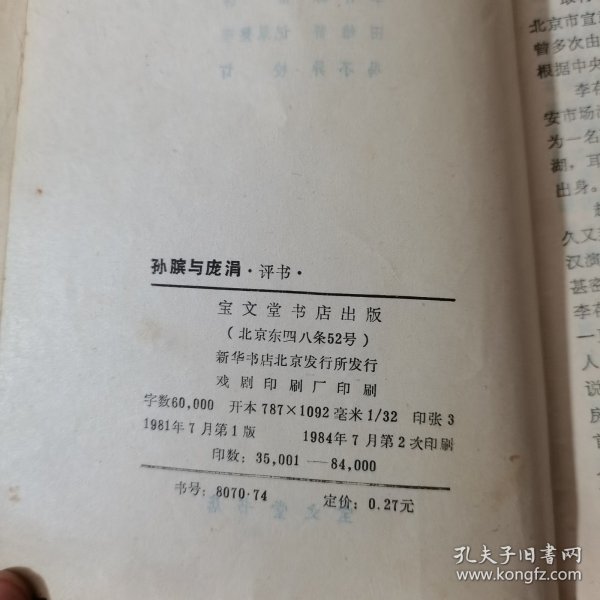 孙膑与庞涓·评书·
宝文堂书店出版
(北京东四八条52号)
新华书店北京发行所发行
戏剧印刷厂印刷
字数60,000 开本787×1092毫米1/32 印张3
1981年7月第1版 1984年7月第2次印刷
印数:35,001—84,000
书号:8070·74 定价:0.27元
北京市宣
曾多次由
根据中央
李存
安市场
为一名
湖,耳
出身。
久又
汉演
甚密
李存
一
人
说
房
孔夫子旧书网
www.kongfz.com